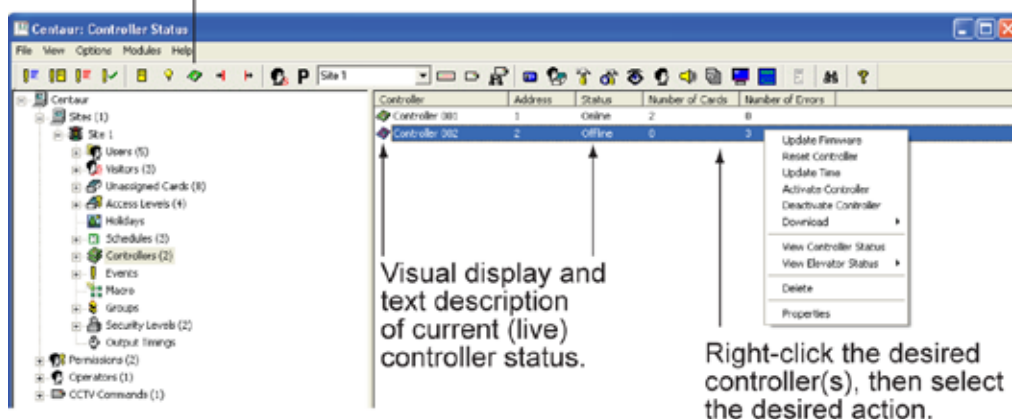 Centaur: Controller Status
File View Options Modules Help
P Site 1
Centaur
Sites (1)
Site 1
Users (5)
Visitors (3)
Unassigned Cards (8)
Access Levels (4)
Holidays
Schedules (3)
Controllers (2)
Events
Macro
Groups
Security Levels (2)
Output Timings
Permissions (2)
Operators (1)
CCTV Commands (1)
Controller Address Status Number of Cards Number of Errors
Controller 001 1 Online 2 0
Controller 002 2 Offline 0 3
Update Firmware
Reset Controller
Update Time
Activate Controller
Deactivate Controller
Download
View Controller Status
View Elevator Status
Delete
Properties
Visual display and
text description
of current (live)
controller status.
Right-click the desired
controller(s), then select
the desired action.